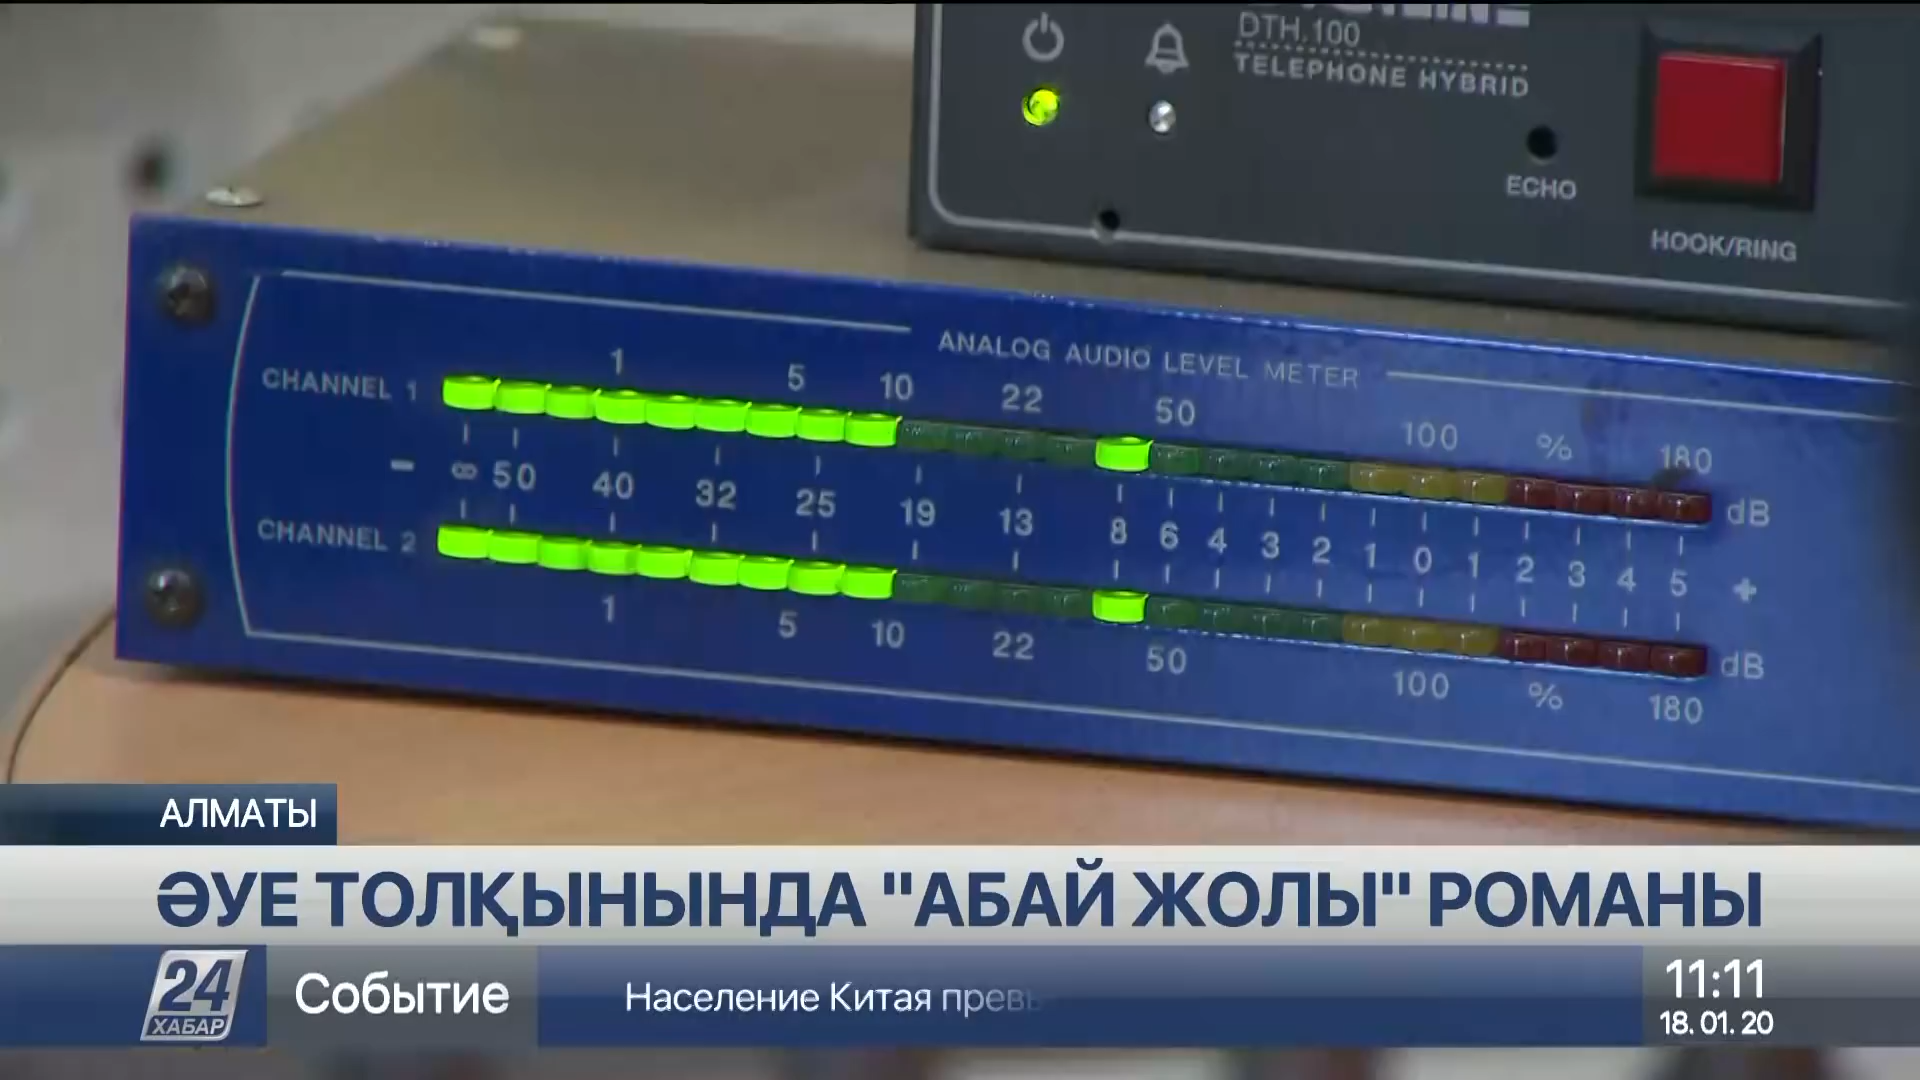 DTH.100
TELEPHONE HYBRID
ECHO
HOOK/RING
ANALOG AUDIO LEVEL METER
CHANNEL 1
1 5 10 22 50 100 % 180
- ∞ 50 40 32 25 19 13 8 6 4 3 2 1 0 1 2 3 4 5 +
dB
CHANNEL 2
1 5 10 22 50 100 % 180
dB
АЛМАТЫ
ӘУЕ ТОЛҚЫНЫНДА "АБАЙ ЖОЛЫ" РОМАНЫ
24
ХАБАР
Событие
Население Китая
11:11
18.01.20